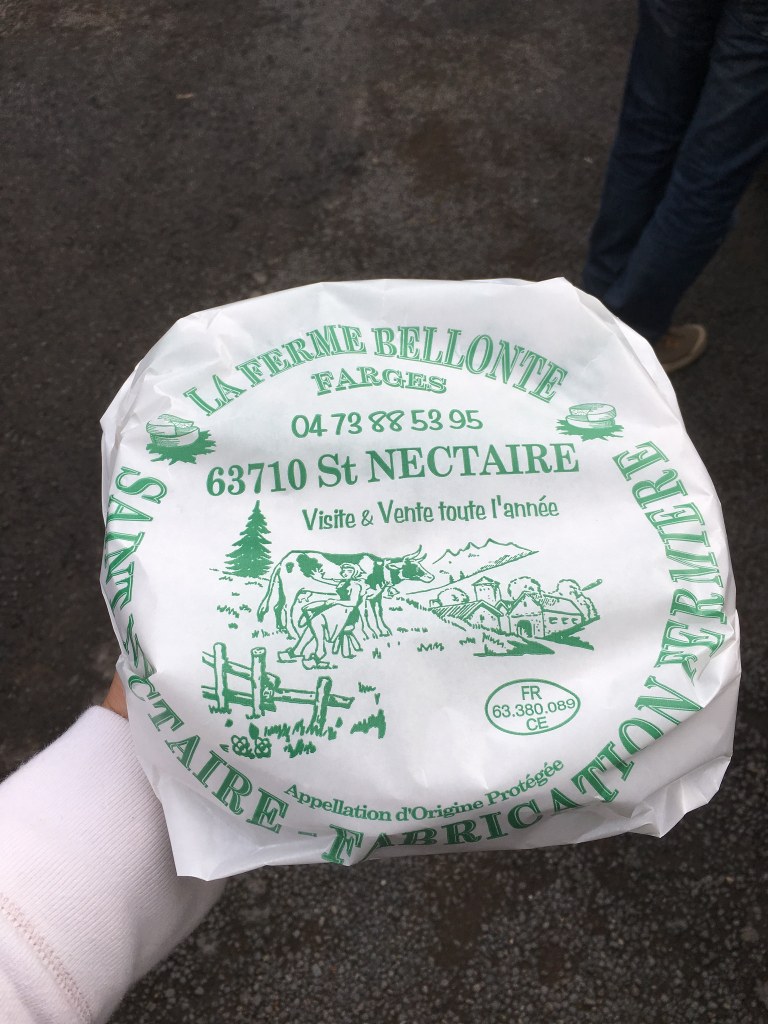 LA FERME BELLONTE
FARGES
04 73 88 53 95
63710 St NECTAIRE
Visite & Vente toute l'année
FR
63.380.089
CE
Appellation d'Origine Protégée
SAINT NECTAIRE - FABRICATION FERMIERE